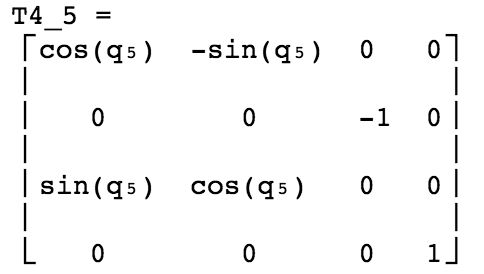 T4_5 =
⎡cos(q₅)  -sin(q₅)  0   0⎤
⎢   0         0     -1  0⎥
⎢sin(q₅)  cos(q₅)   0   0⎥
⎣   0         0     0   1⎦